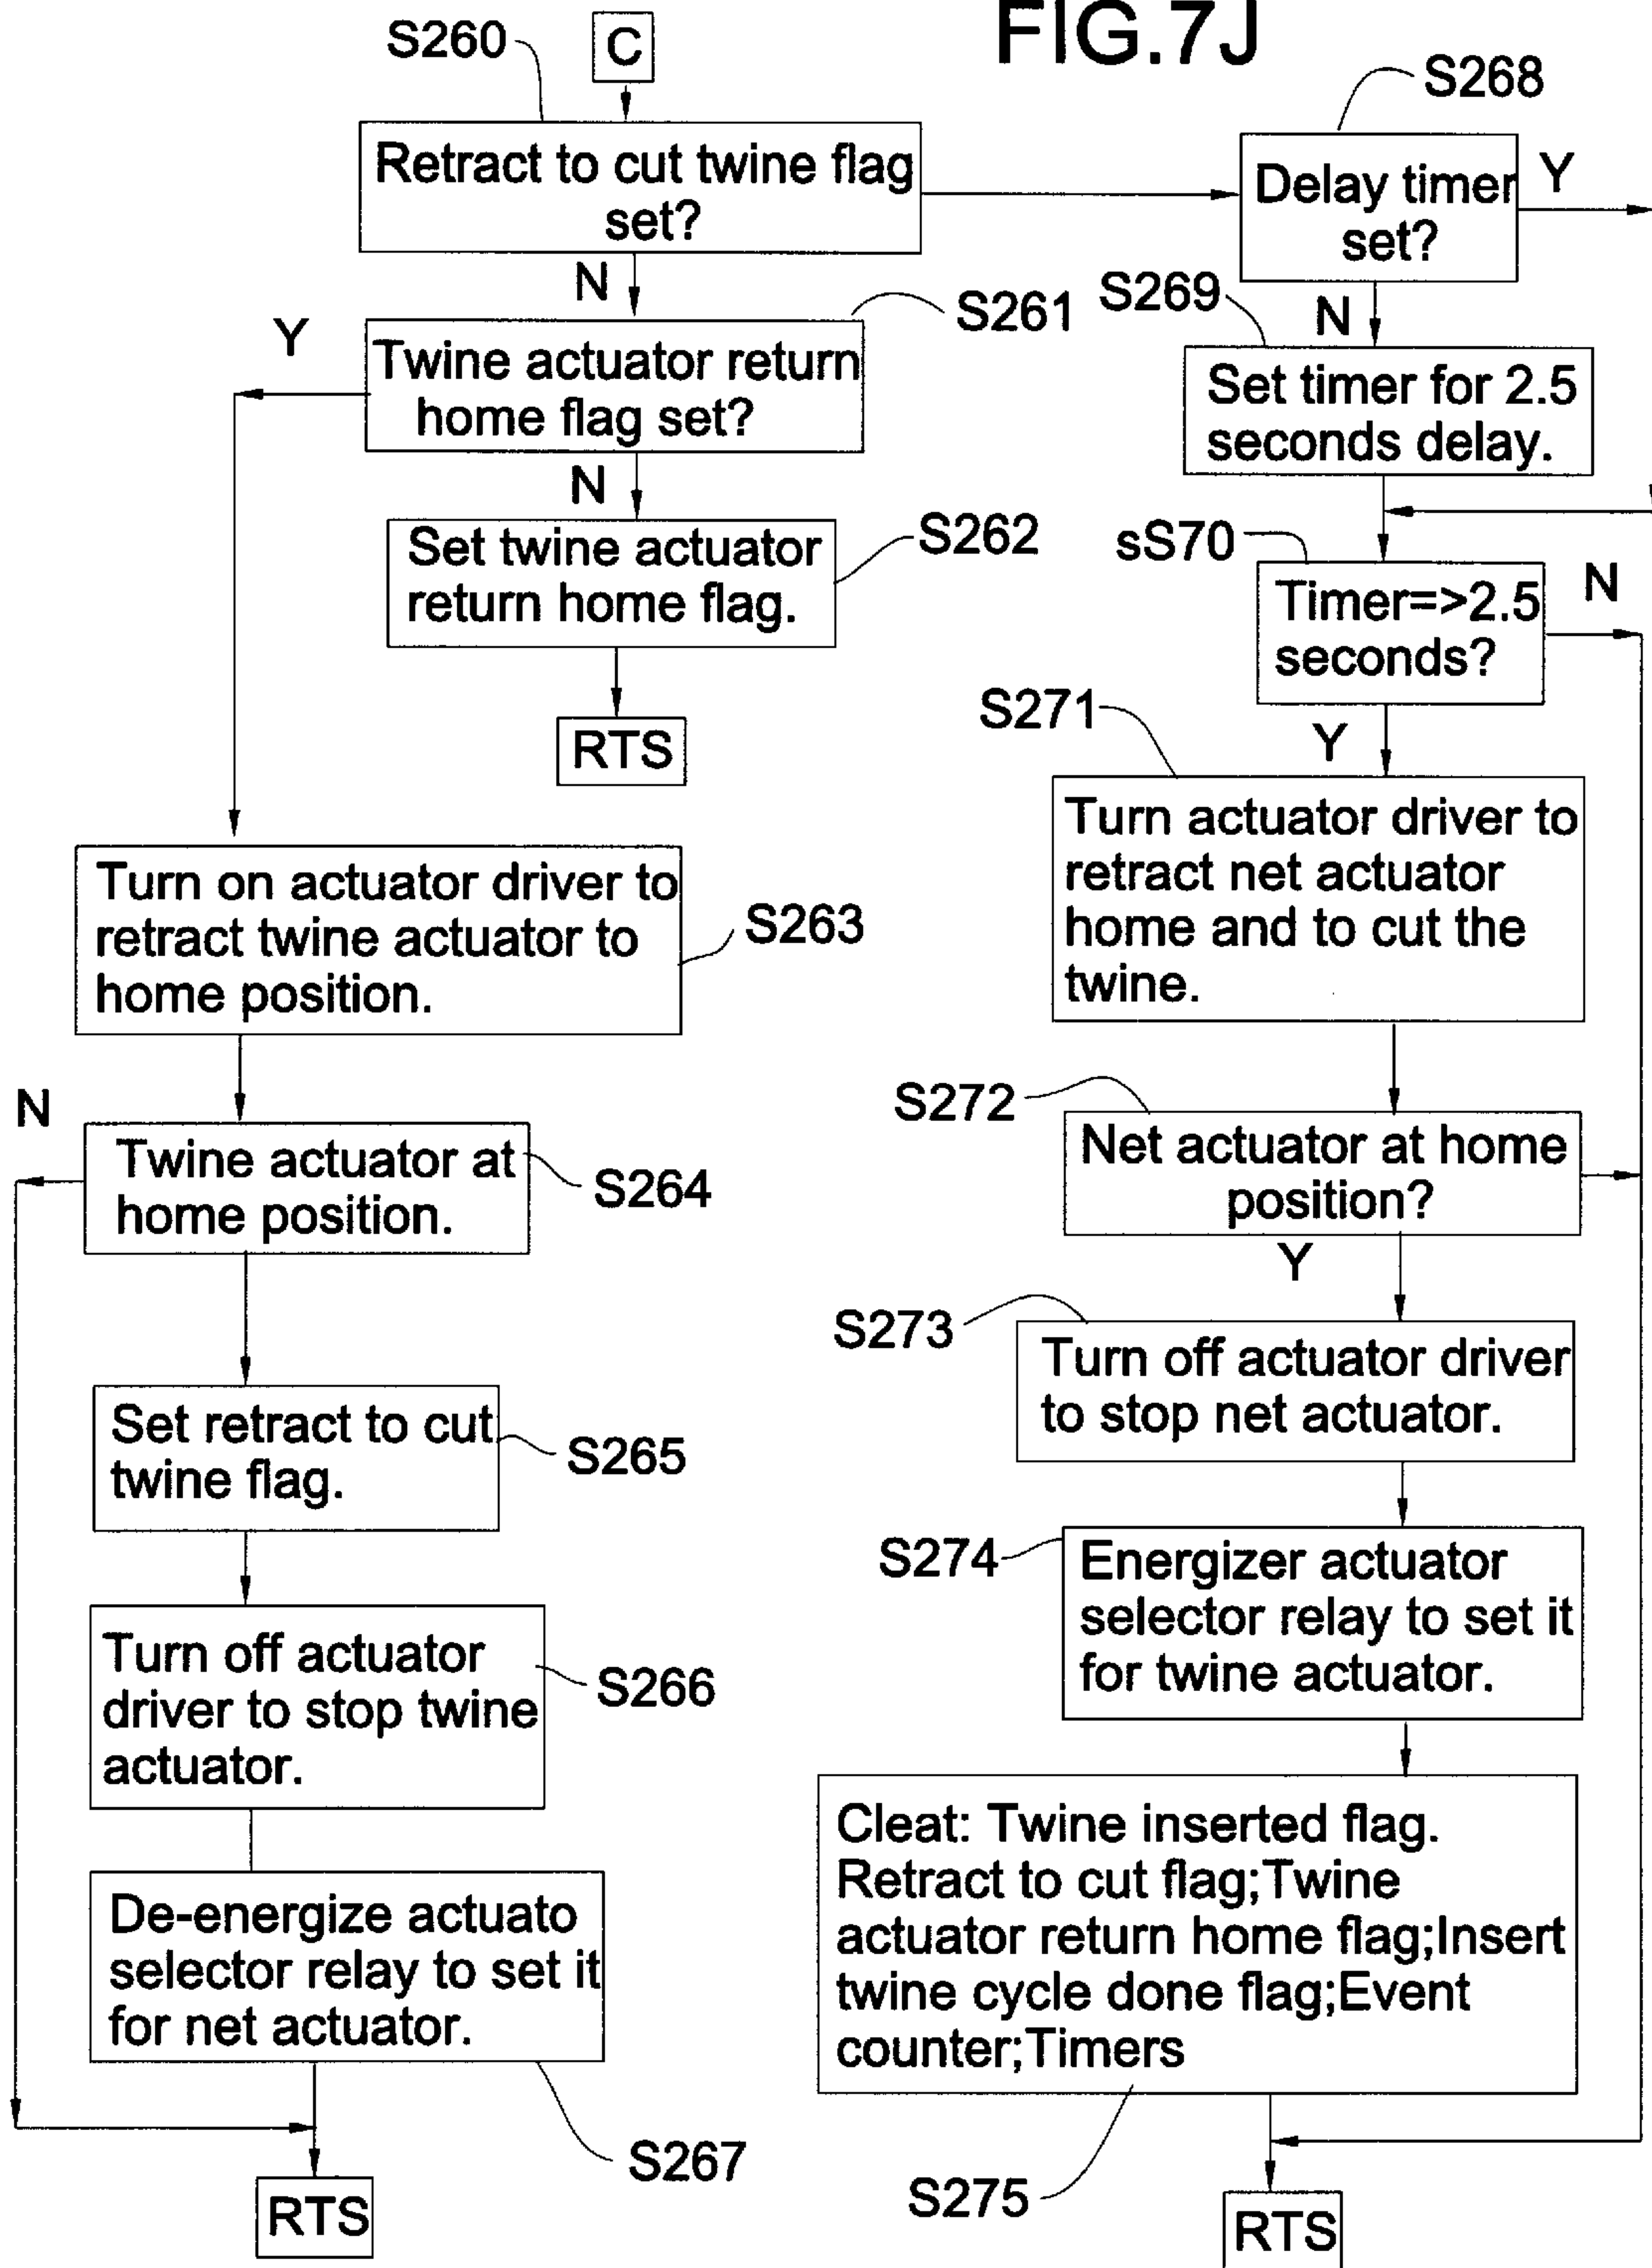 FIG.7J
S260
C
Retract to cut twine flag
set?
N
S261
Y
Twine actuator return
home flag set?
N
S262
Set twine actuator
return home flag.
RTS
Turn on actuator driver to
retract twine actuator to
home position.
S263
N
Twine actuator at
home position.
S264
Set retract to cut
twine flag.
S265
Turn off actuator
driver to stop twine
actuator.
S266
De-energize actuato
selector relay to set it
for net actuator.
S267
RTS
S268
Delay timer
set?
Y
S269
N
Set timer for 2.5
seconds delay.
sS70
Timer=>2.5
seconds?
N
S271
Y
Turn actuator driver to
retract net actuator
home and to cut the
twine.
S272
Net actuator at home
position?
Y
S273
Turn off actuator driver
to stop net actuator.
S274
Energizer actuator
selector relay to set it
for twine actuator.
Cleat: Twine inserted flag.
Retract to cut flag;Twine
actuator return home flag;Insert
twine cycle done flag;Event
counter;Timers
S275
RTS